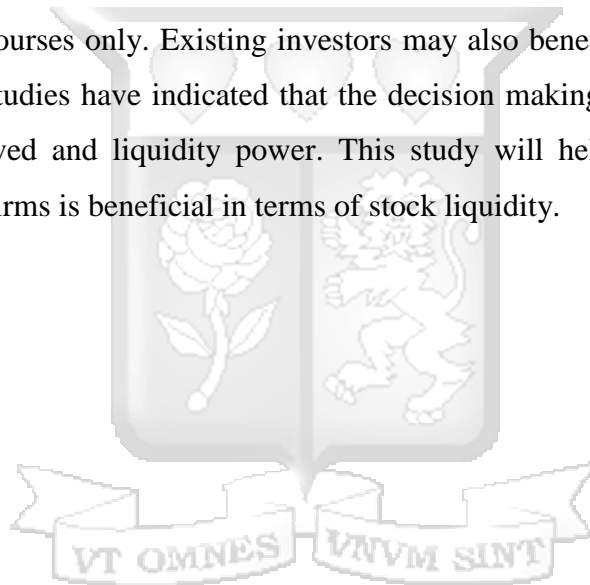 ourses only. Existing investors may also bene
tudies have indicated that the decision making
ved and liquidity power. This study will hel
irms is beneficial in terms of stock liquidity.
VT OMNES VNVM SINT